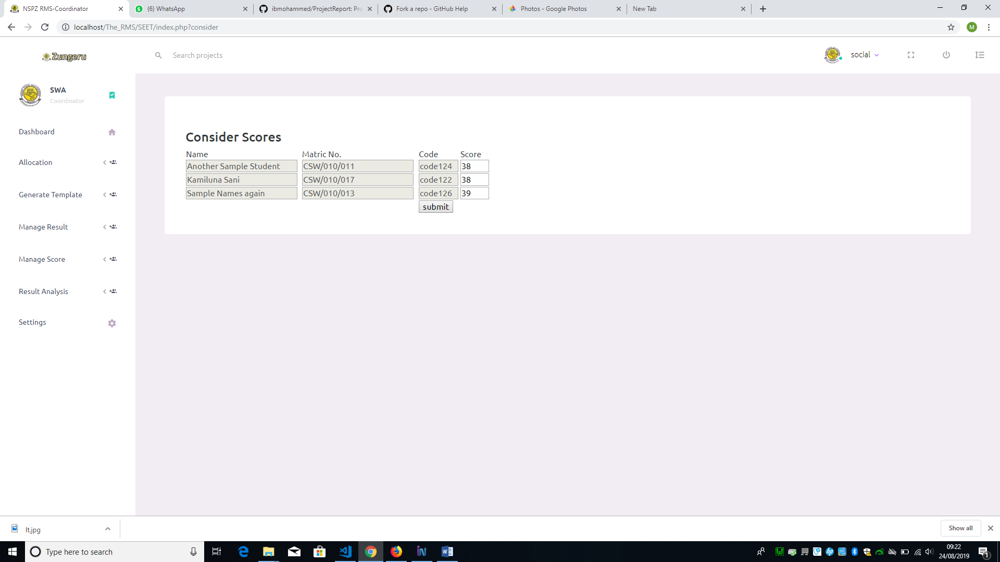 NSPZ RMS-Coordinator
(6) WhatsApp
ibmohammed/ProjectReport: Pro
Fork a repo - GitHub Help
Photos - Google Photos
New Tab
localhost/The_RMS/SEET/index.php?consider
M
Zungeru
Search projects
social
SWA
Coordinator
Dashboard
Allocation
Generate Template
Manage Result
Manage Score
Result Analysis
Settings
Consider Scores
Name Matric No. Code Score
Another Sample Student CSW/010/011 code124 38
Kamiluna Sani CSW/010/017 code122 38
Sample Names again CSW/010/013 code126 39
submit
It.jpg
Show all
Type here to search
09:22
24/08/2019
1